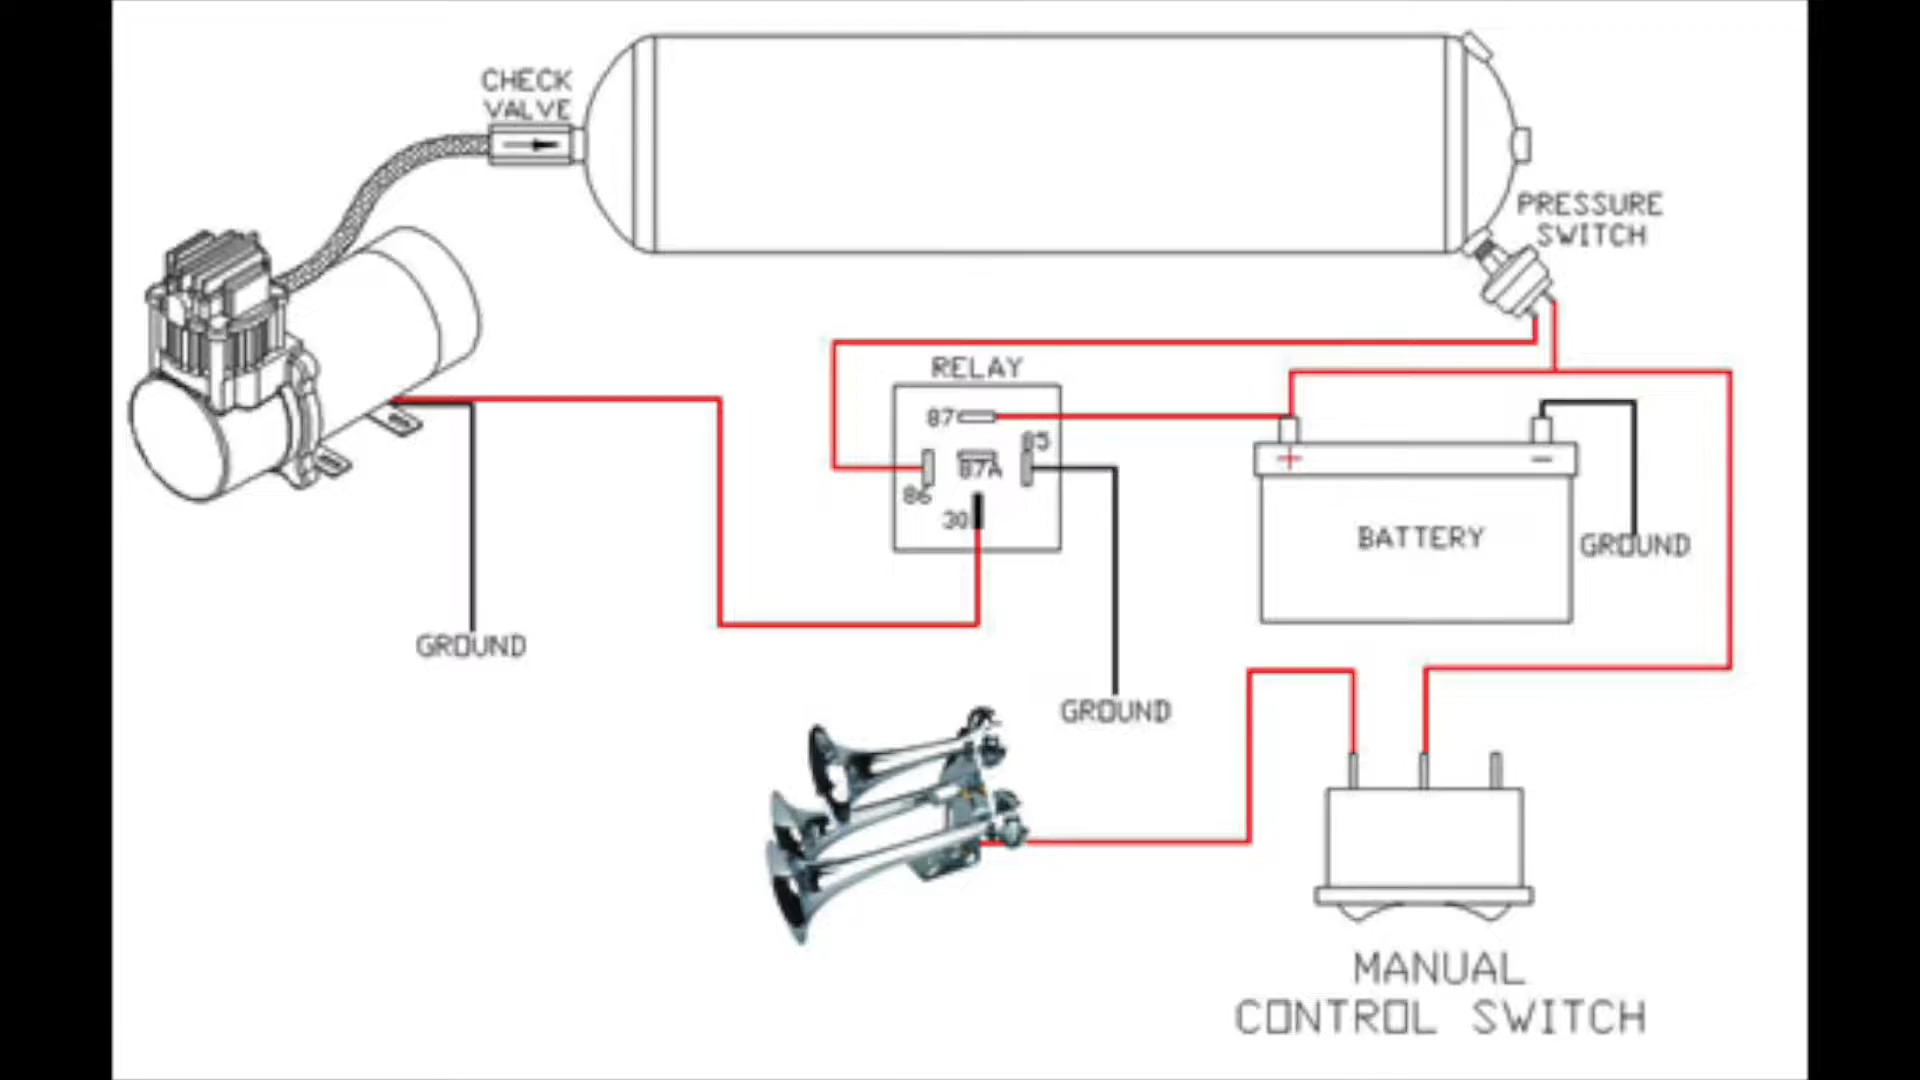 CHECK
VALVE
PRESSURE
SWITCH
RELAY
87
85
87A
86
30
+
−
BATTERY
GROUND
GROUND
GROUND
MANUAL
CONTROL SWITCH